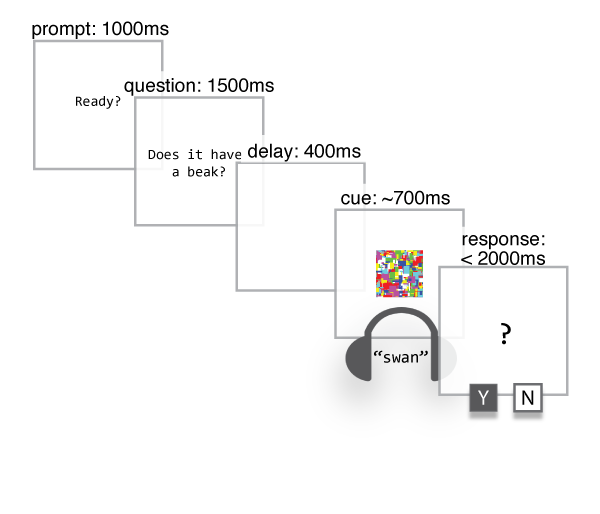 prompt: 1000ms
Ready?
question: 1500ms
Does it have
a beak?
delay: 400ms
cue: ~700ms
“swan”
response:
< 2000ms
?
Y
N